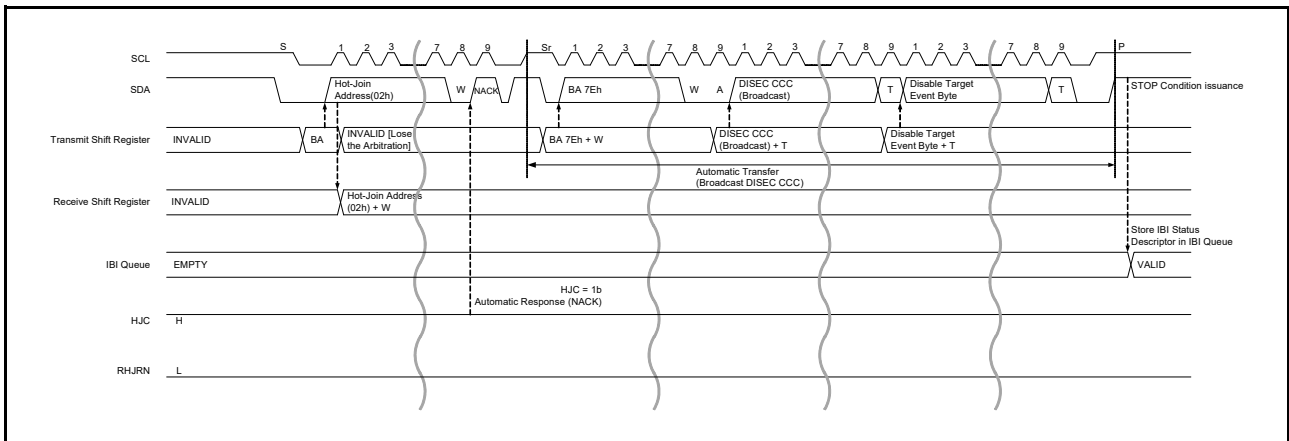 S 1 2 3 7 8 9 Sr 1 2 3 7 8 9 1 2 3 7 8 9 1 2 3 7 8 9 P
SCL
SDA
Hot-Join
Address(02h)
W NACK
BA 7Eh
W A
DISEC CCC
(Broadcast)
T
Disable Target
Event Byte
T
STOP Condition issuance
Transmit Shift Register
INVALID
BA
INVALID [Lose
the Arbitration]
BA 7Eh + W
DISEC CCC
(Broadcast) + T
Disable Target
Event Byte + T
Automatic Transfer
(Broadcast DISEC CCC)
Receive Shift Register
INVALID
Hot-Join Address
(02h) + W
Store IBI Status
Descriptor in IBI Queue
IBI Queue
EMPTY
VALID
HJC = 1b
Automatic Response (NACK)
HJC
H
RHJRN
L